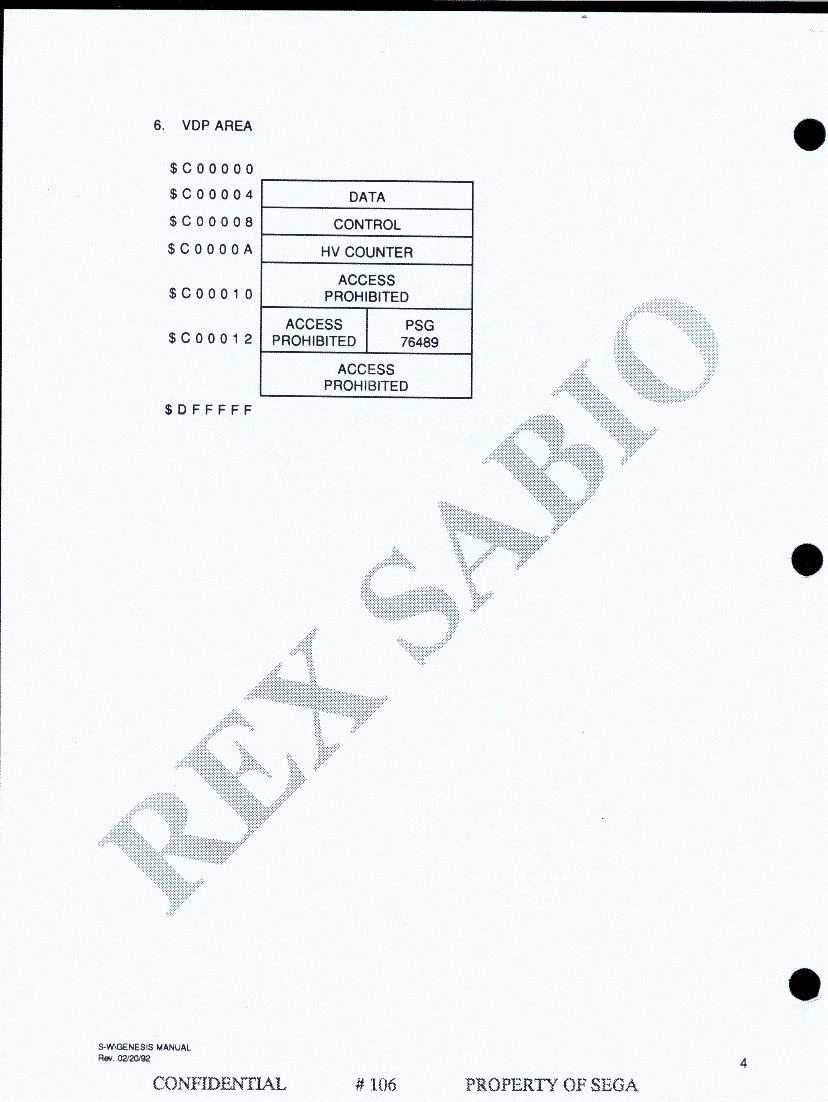 6. VDP AREA
$C00000
$C00004
DATA
$C00008
CONTROL
$C0000A
HV COUNTER
ACCESS
PROHIBITED
$C00010
ACCESS PSG
PROHIBITED 76489
$C00012
ACCESS
PROHIBITED
$DFFFFF
REX SABIO
S-W\GENESIS MANUAL
Rev. 02/20/92
4
CONFIDENTIAL # 106 PROPERTY OF SEGA